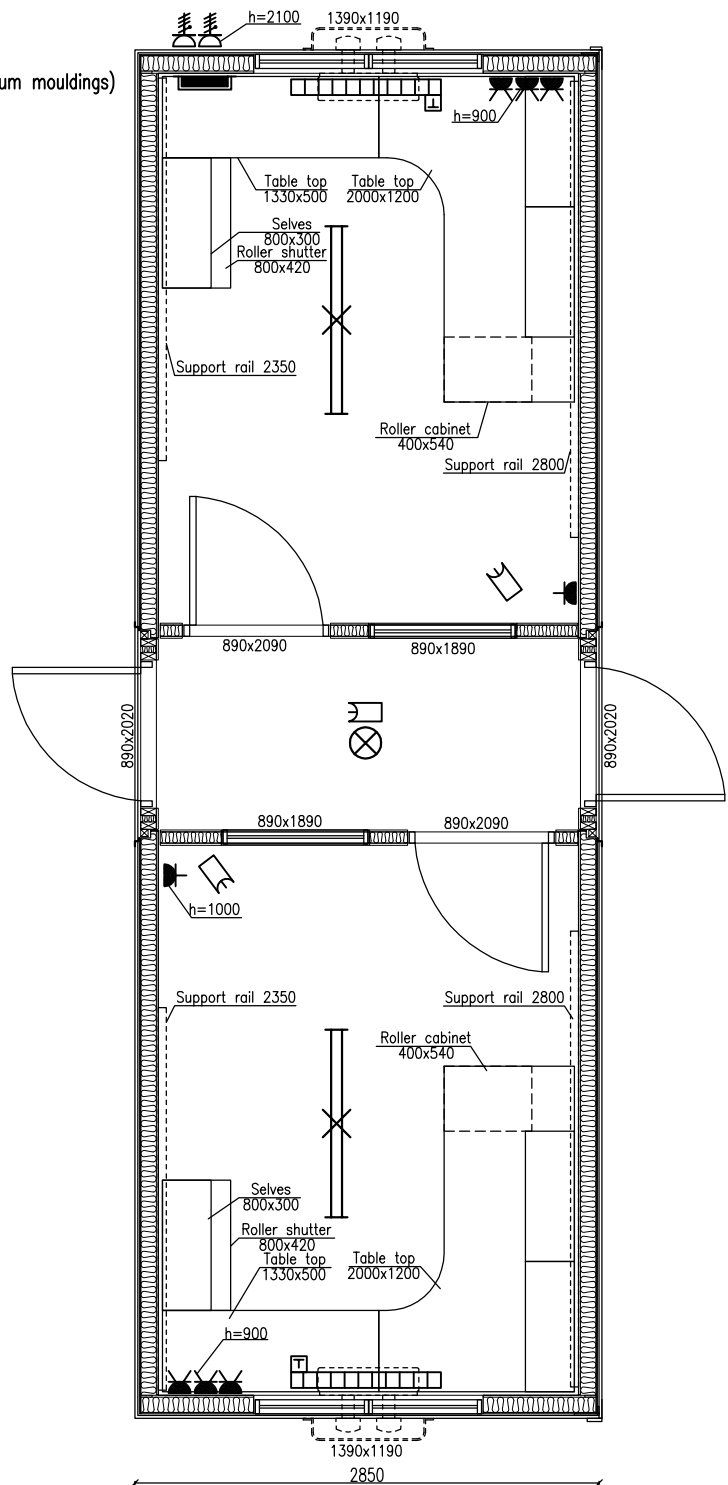 h=2100
1390x1190
um mouldings)
h=900
Table top
1330x500
Table top
2000x1200
Selves
800x300
Roller shutter
800x420
Support rail 2350
Roller cabinet
400x540
Support rail 2800
890x2090
890x1890
890x2020
890x2020
890x1890
890x2090
h=1000
Support rail 2350
Support rail 2800
Roller cabinet
400x540
Selves
800x300
Roller shutter
800x420
Table top
1330x500
Table top
2000x1200
h=900
1390x1190
2850